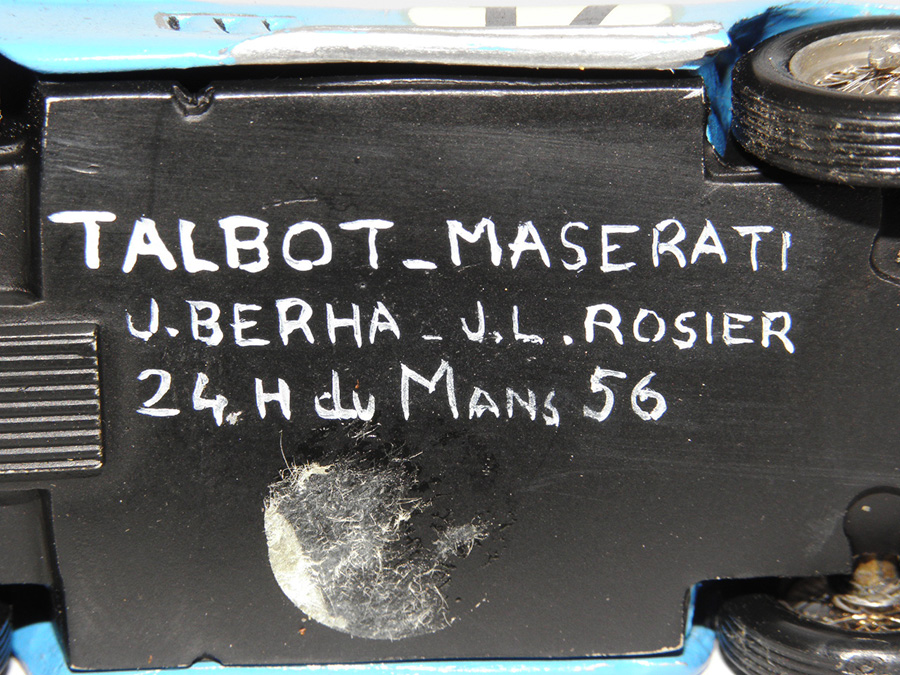 TALBOT_MASERATI
J.BERHA_J.L.ROSIER
24.H du MANS 56